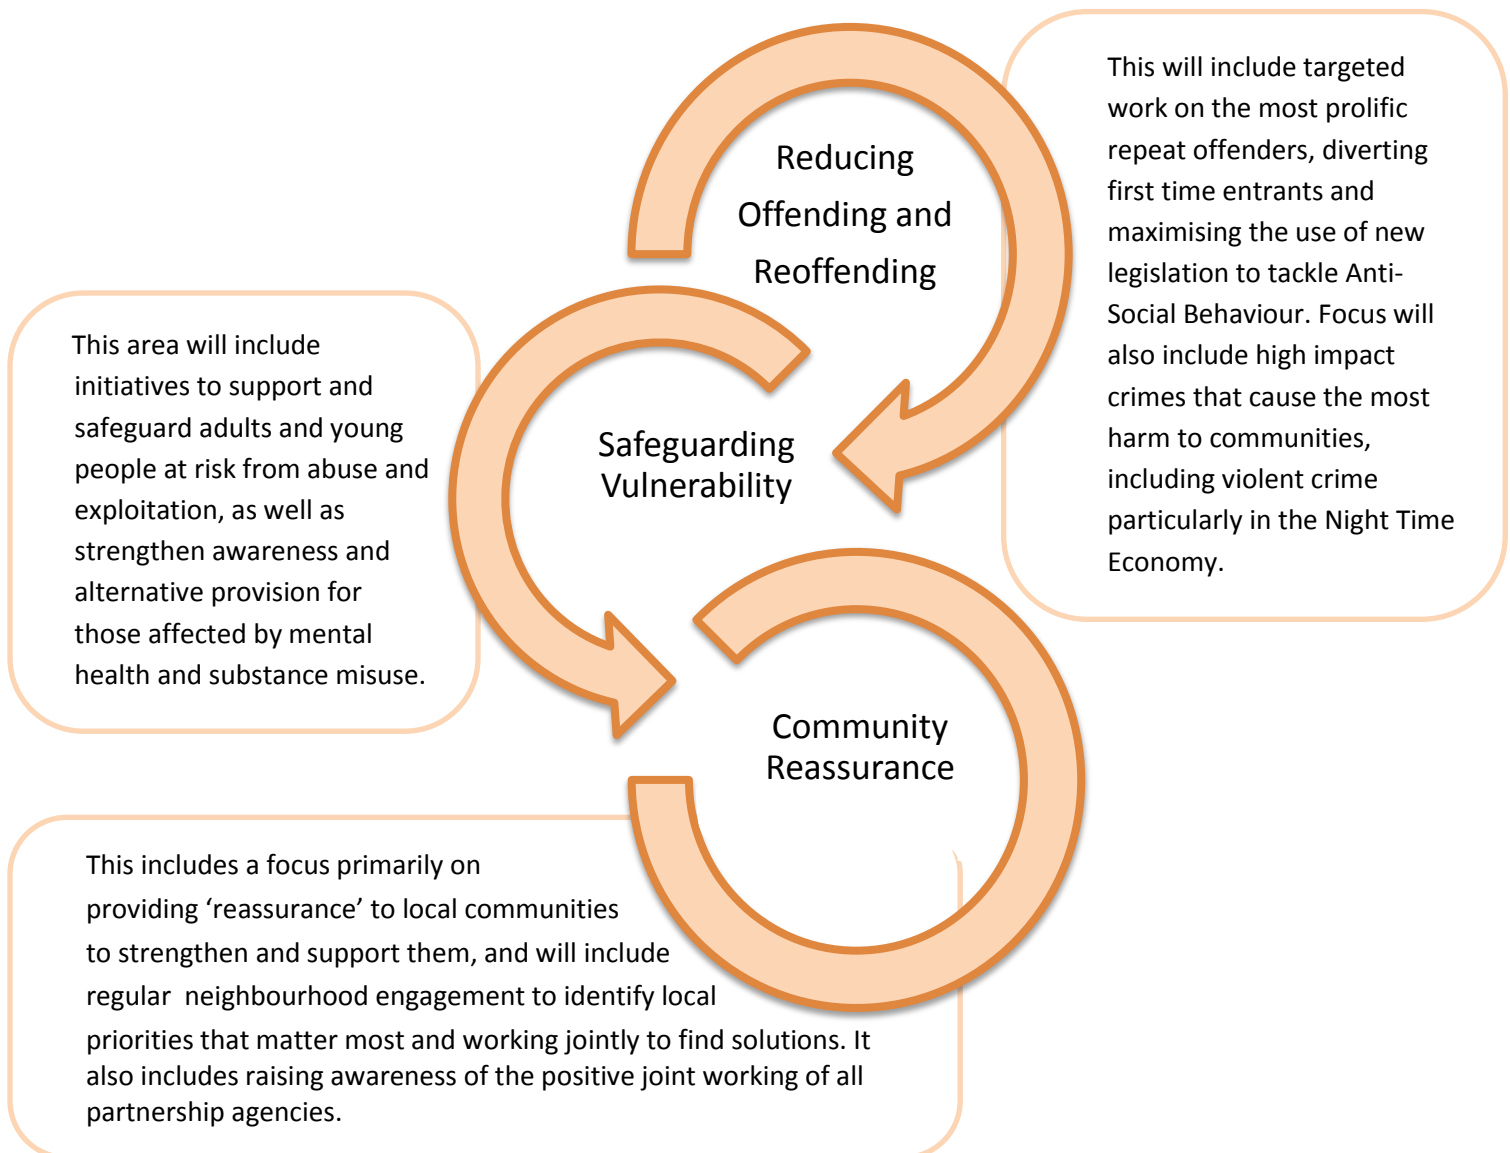 Reducing
Offending and
Reoffending
This will include targeted
work on the most prolific
repeat offenders, diverting
first time entrants and
maximising the use of new
legislation to tackle Anti-
Social Behaviour. Focus will
also include high impact
crimes that cause the most
harm to communities,
including violent crime
particularly in the Night Time
Economy.
Safeguarding
Vulnerability
This area will include
initiatives to support and
safeguard adults and young
people at risk from abuse and
exploitation, as well as
strengthen awareness and
alternative provision for
those affected by mental
health and substance misuse.
Community
Reassurance
This includes a focus primarily on
providing ‘reassurance’ to local communities
to strengthen and support them, and will include
regular  neighbourhood engagement to identify local
priorities that matter most and working jointly to find solutions. It
also includes raising awareness of the positive joint working of all
partnership agencies.